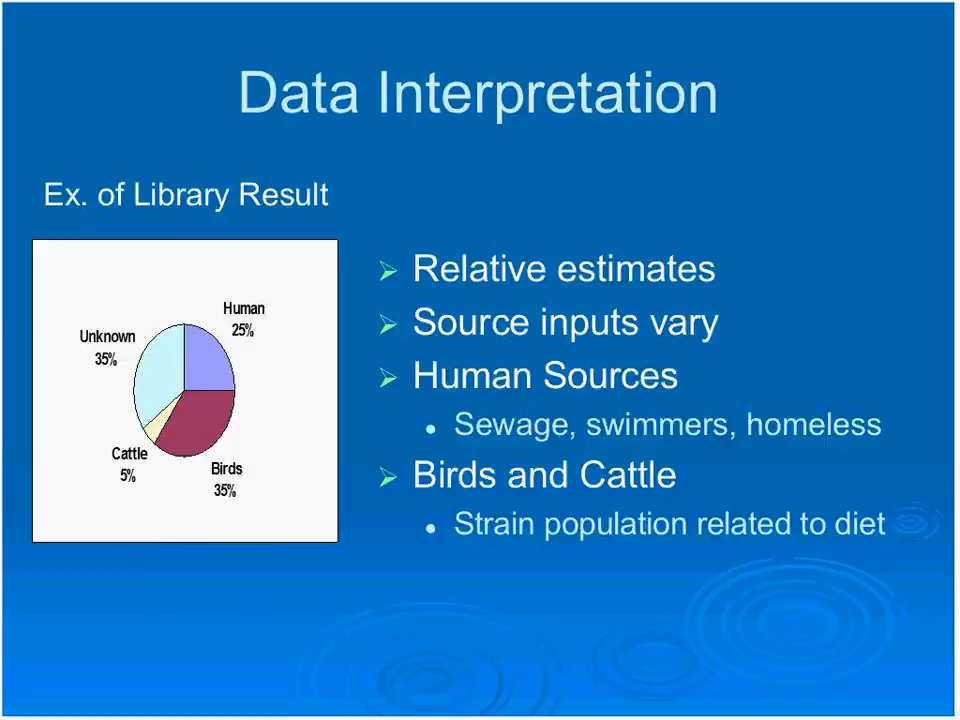 Data Interpretation
Ex. of Library Result
Human
25%
Unknown
35%
Cattle
5%
Birds
35%
Relative estimates
Source inputs vary
Human Sources
Sewage, swimmers, homeless
Birds and Cattle
Strain population related to diet